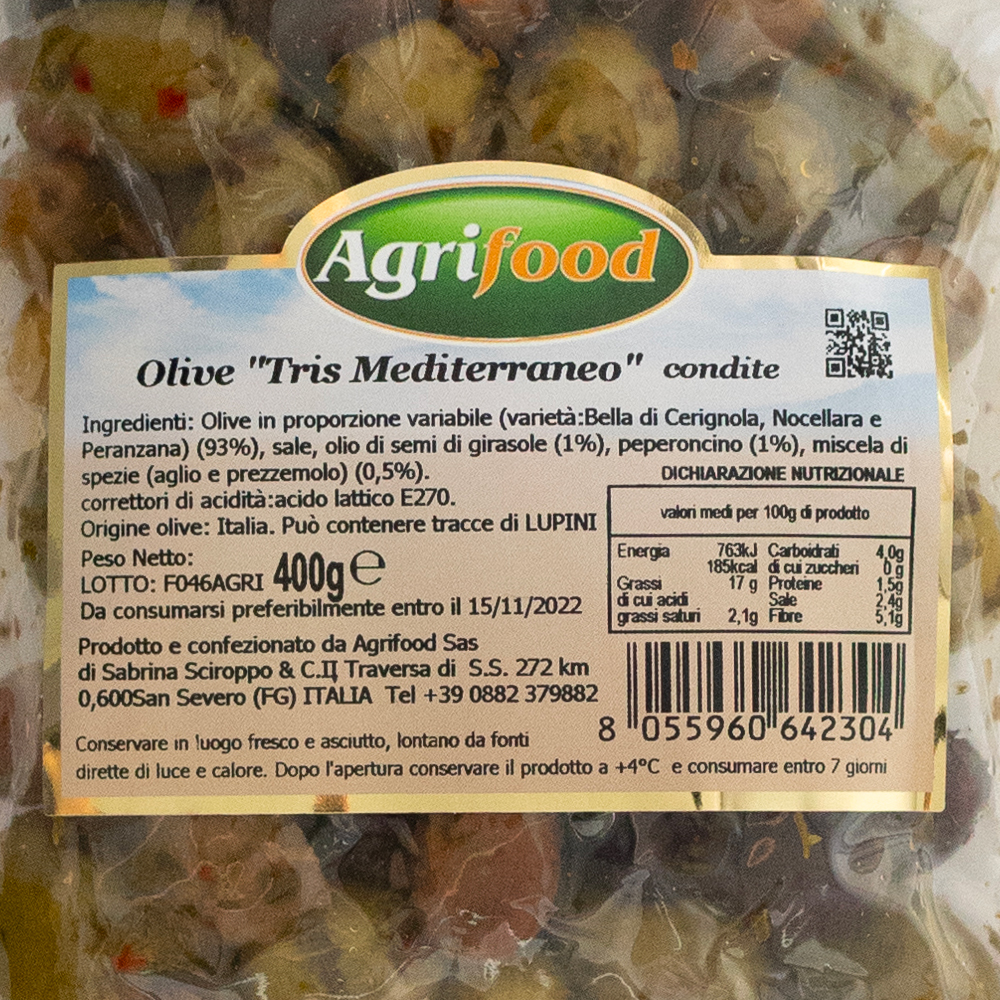 Agrifood
Olive "Tris Mediterraneo" condite
Ingredienti: Olive in proporzione variabile (varietà:Bella di Cerignola, Nocellara e
Peranzana) (93%), sale, olio di semi di girasole (1%), peperoncino (1%), miscela di
spezie (aglio e prezzemolo) (0,5%).
correttori di acidità:acido lattico E270.
Origine olive: Italia. Può contenere tracce di LUPINI
Peso Netto: 400g ℮
LOTTO: F046AGRI
Da consumarsi preferibilmente entro il 15/11/2022
DICHIARAZIONE NUTRIZIONALE
valori medi per 100g di prodotto
Energia 763kJ Carboidrati 4,0g
185kcal di cui zuccheri 0 g
Grassi 17 g Proteine 1,5g
di cui acidi Sale 2,4g
grassi saturi 2,1g Fibre 5,1g
Prodotto e confezionato da Agrifood Sas
di Sabrina Sciroppo & C.Ц Traversa di S.S. 272 km
0,600San Severo (FG) ITALIA Tel +39 0882 379882
8 055960 642304
Conservare in luogo fresco e asciutto, lontano da fonti
dirette di luce e calore. Dopo l'apertura conservare il prodotto a +4°C e consumare entro 7 giorni